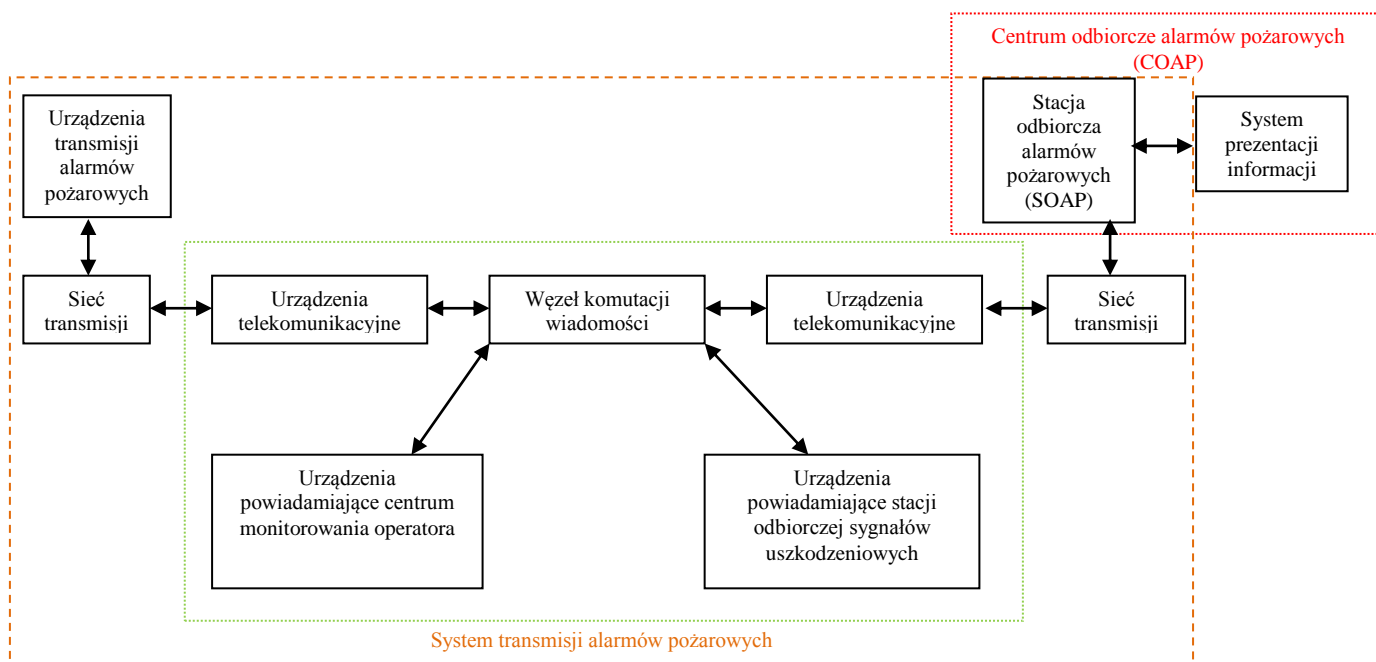 Centrum odbiorcze alarmów pożarowych
(COAP)
Urządzenia
transmisji
alarmów
pożarowych
Stacja
odbiorcza
alarmów
pożarowych
(SOAP)
System
prezentacji
informacji
Sieć
transmisji
Urządzenia
telekomunikacyjne
Węzeł komutacji
wiadomości
Urządzenia
telekomunikacyjne
Sieć
transmisji
Urządzenia
powiadamiające centrum
monitorowania operatora
Urządzenia
powiadamiające stacji
odbiorczej sygnałów
uszkodzeniowych
System transmisji alarmów pożarowych